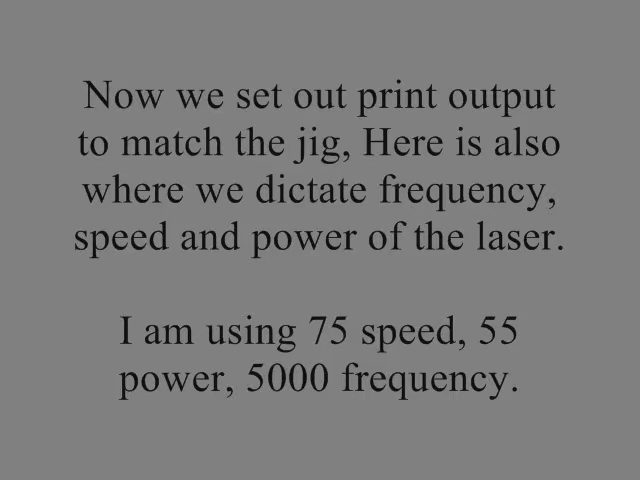 Now we set out print output
to match the jig, Here is also
where we dictate frequency,
speed and power of the laser.
I am using 75 speed, 55
power, 5000 frequency.